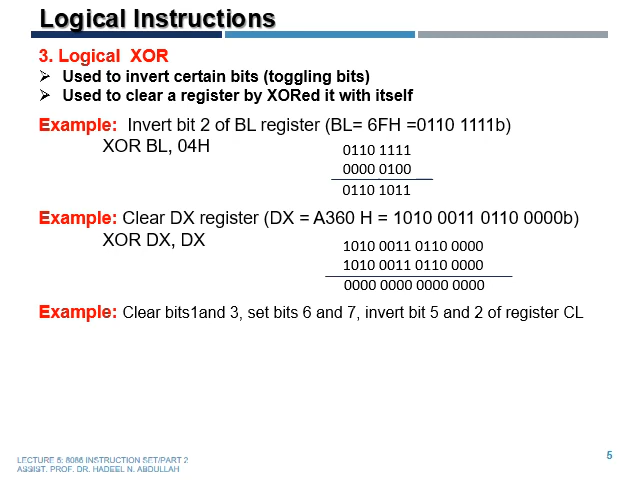 Logical Instructions
3. Logical XOR
➢ Used to invert certain bits (toggling bits)
➢ Used to clear a register by XORed it with itself
Example: Invert bit 2 of BL register (BL= 6FH =0110 1111b)
XOR BL, 04H
0110 1111
0000 0100
0110 1011
Example: Clear DX register (DX = A360 H = 1010 0011 0110 0000b)
XOR DX, DX
1010 0011 0110 0000
1010 0011 0110 0000
0000 0000 0000 0000
Example: Clear bits1and 3, set bits 6 and 7, invert bit 5 and 2 of register CL
LECTURE 5: 8086 INSTRUCTION SET/PART 2
ASSIST. PROF. DR. HADEEL N. ABDULLAH
5